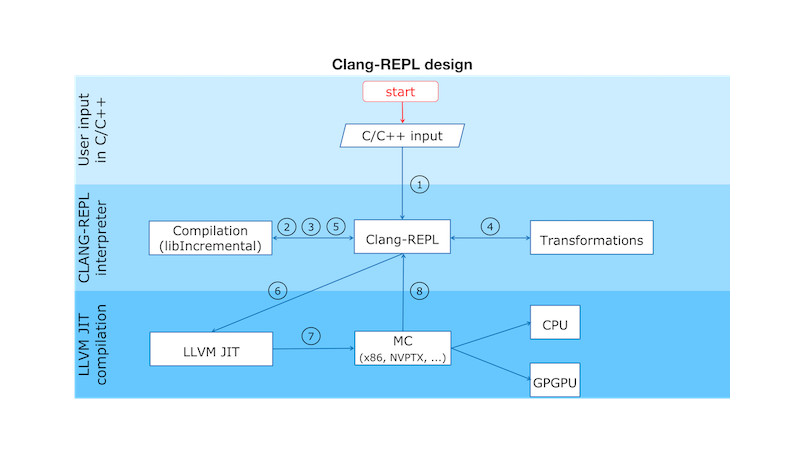 Clang-REPL design
User input
in C/C++
start
C/C++ input
1
CLANG-REPL
interpreter
Compilation
(libIncremental)
2 3 5
Clang-REPL
4
Transformations
6
8
LLVM JIT
compilation
LLVM JIT
7
MC
(x86, NVPTX, ...)
CPU
GPGPU